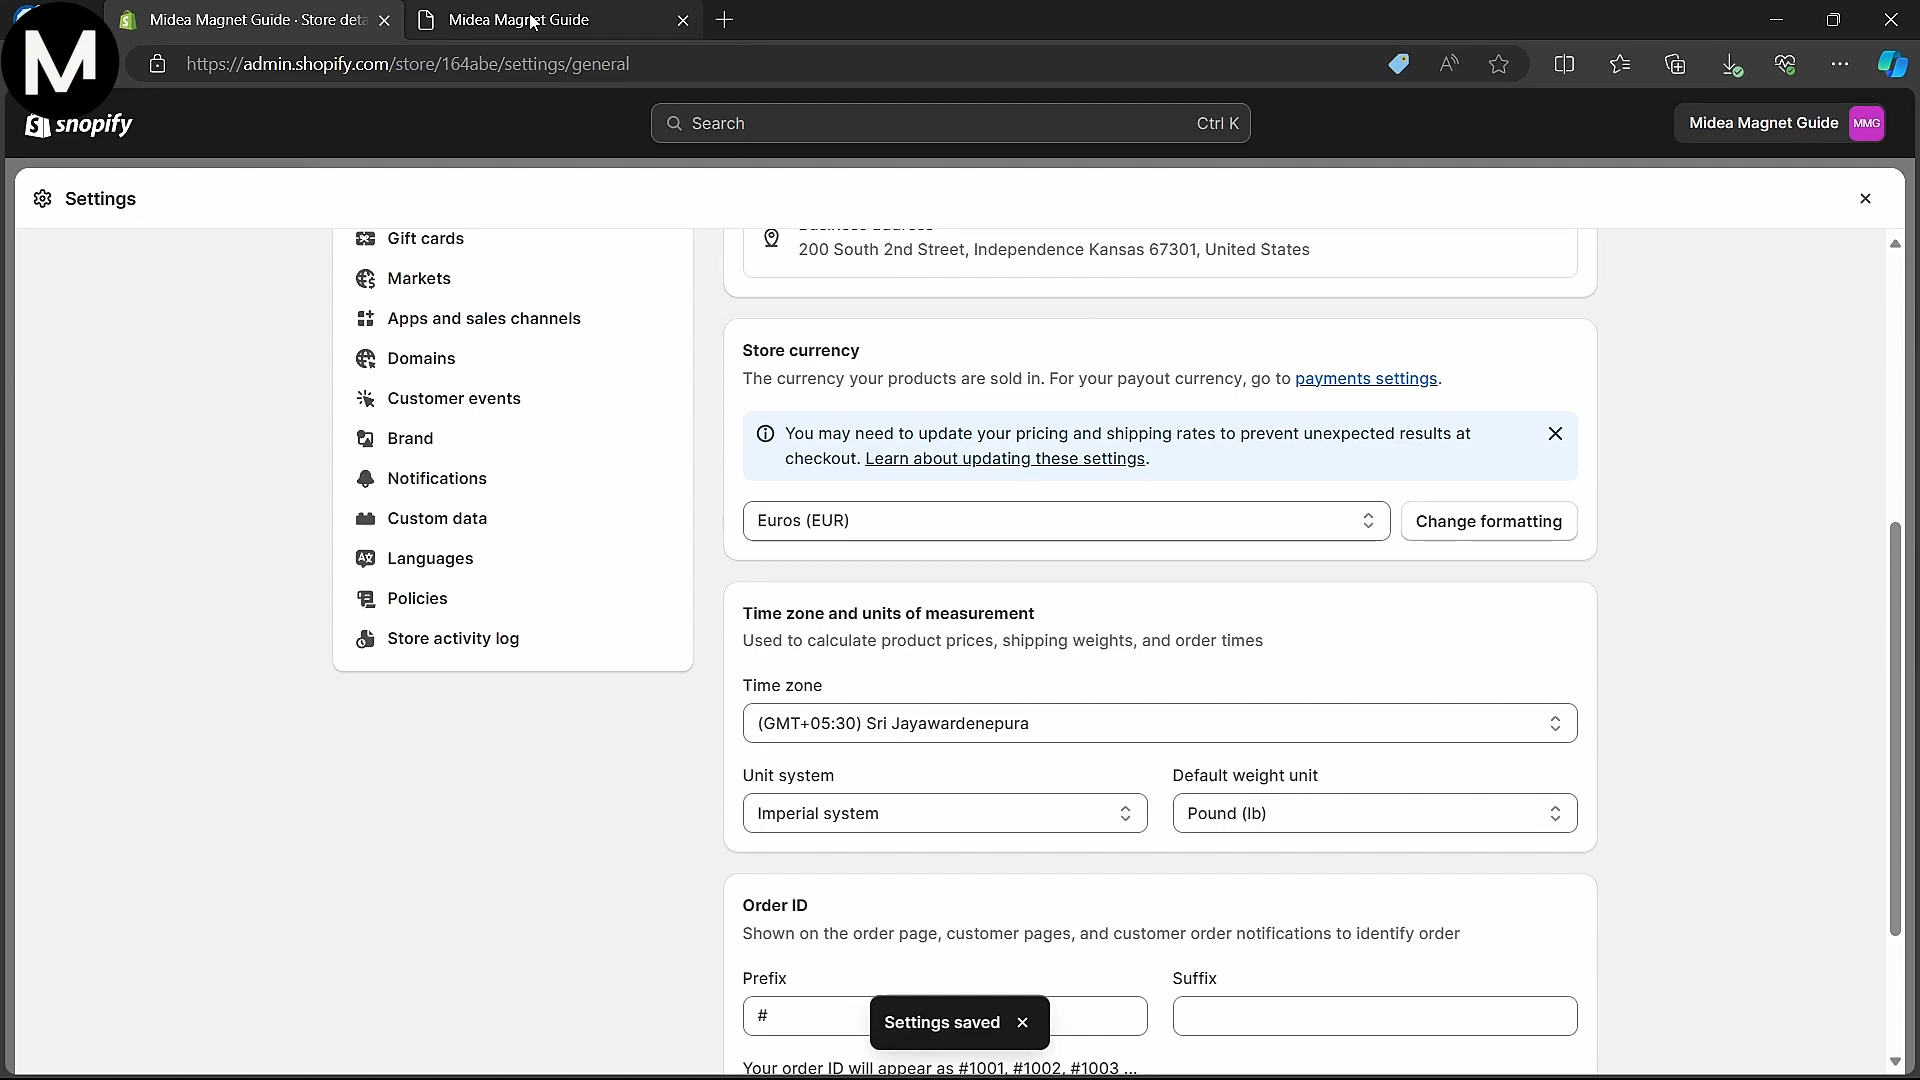 Midea Magnet Guide · Store deta
Midea Magnet Guide
M
https://admin.shopify.com/store/164abe/settings/general
shopify
Search
Ctrl K
Midea Magnet Guide
MMG
Settings
Gift cards
Markets
Apps and sales channels
Domains
Customer events
Brand
Notifications
Custom data
Languages
Policies
Store activity log
200 South 2nd Street, Independence Kansas 67301, United States
Store currency
The currency your products are sold in. For your payout currency, go to payments settings.
You may need to update your pricing and shipping rates to prevent unexpected results at
checkout. Learn about updating these settings.
Euros (EUR)
Change formatting
Time zone and units of measurement
Used to calculate product prices, shipping weights, and order times
Time zone
(GMT+05:30) Sri Jayawardenepura
Unit system
Default weight unit
Imperial system
Pound (lb)
Order ID
Shown on the order page, customer pages, and customer order notifications to identify order
Prefix
Suffix
#
Settings saved
Your order ID will appear as #1001, #1002, #1003 ...